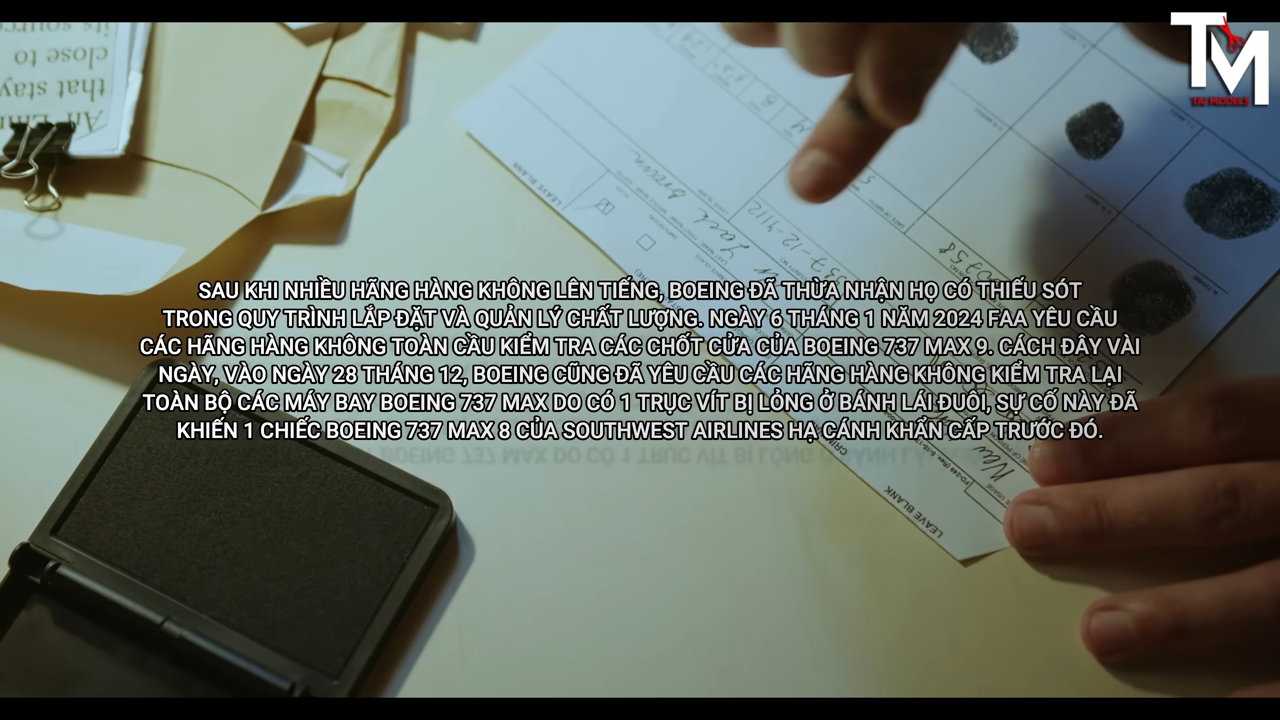 TM
TAI MODELS
its source
close to
that stay
LEAVE BLANK
SAU KHI NHIỀU HÃNG HÀNG KHÔNG LÊN TIẾNG, BOEING ĐÃ THỪA NHẬN HỌ CÓ THIẾU SÓT
TRONG QUY TRÌNH LẮP ĐẶT VÀ QUẢN LÝ CHẤT LƯỢNG. NGÀY 6 THÁNG 1 NĂM 2024 FAA YÊU CẦU
CÁC HÃNG HÀNG KHÔNG TOÀN CẦU KIỂM TRA CÁC CHỐT CỬA CỦA BOEING 737 MAX 9. CÁCH ĐÂY VÀI
NGÀY, VÀO NGÀY 28 THÁNG 12, BOEING CŨNG ĐÃ YÊU CẦU CÁC HÃNG HÀNG KHÔNG KIỂM TRA LẠI
TOÀN BỘ CÁC MÁY BAY BOEING 737 MAX DO CÓ 1 TRỤC VÍT BỊ LỎNG Ở BÁNH LÁI ĐUÔI, SỰ CỐ NÀY ĐÃ
KHIẾN 1 CHIẾC BOEING 737 MAX 8 CỦA SOUTHWEST AIRLINES HẠ CÁNH KHẨN CẤP TRƯỚC ĐÓ.
LEAVE BLANK